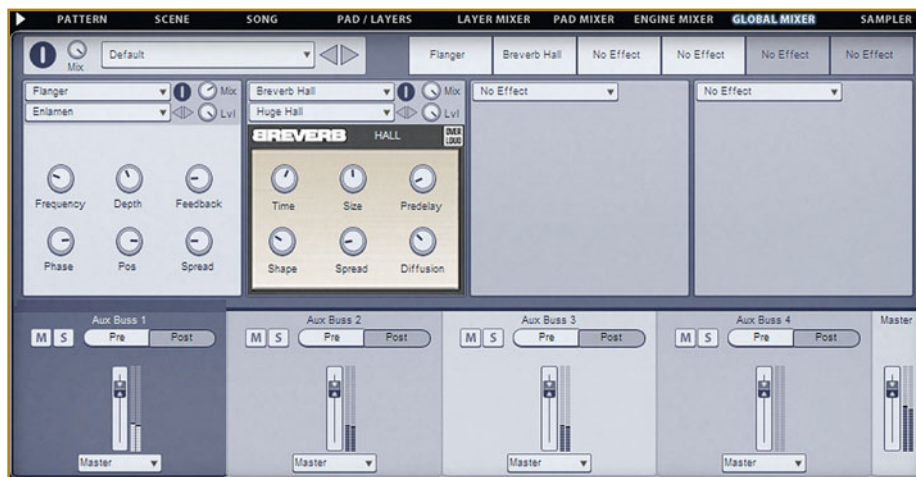 PATTERN SCENE SONG PAD / LAYERS LAYER MIXER PAD MIXER ENGINE MIXER GLOBAL MIXER SAMPLER
Mix Default Flanger Breverb Hall No Effect No Effect No Effect No Effect
Flanger Mix Breverb Hall Mix No Effect No Effect
Enlamen Lvl Huge Hall Lvl
BREVERB HALL OVER LOUD
Frequency Depth Feedback Time Size Predelay
Phase Pos Spread Shape Spread Diffusion
Aux Buss 1 Aux Buss 2 Aux Buss 3 Aux Buss 4 Master
M S Pre Post M S Pre Post M S Pre Post M S Pre Post
Master Master Master Master